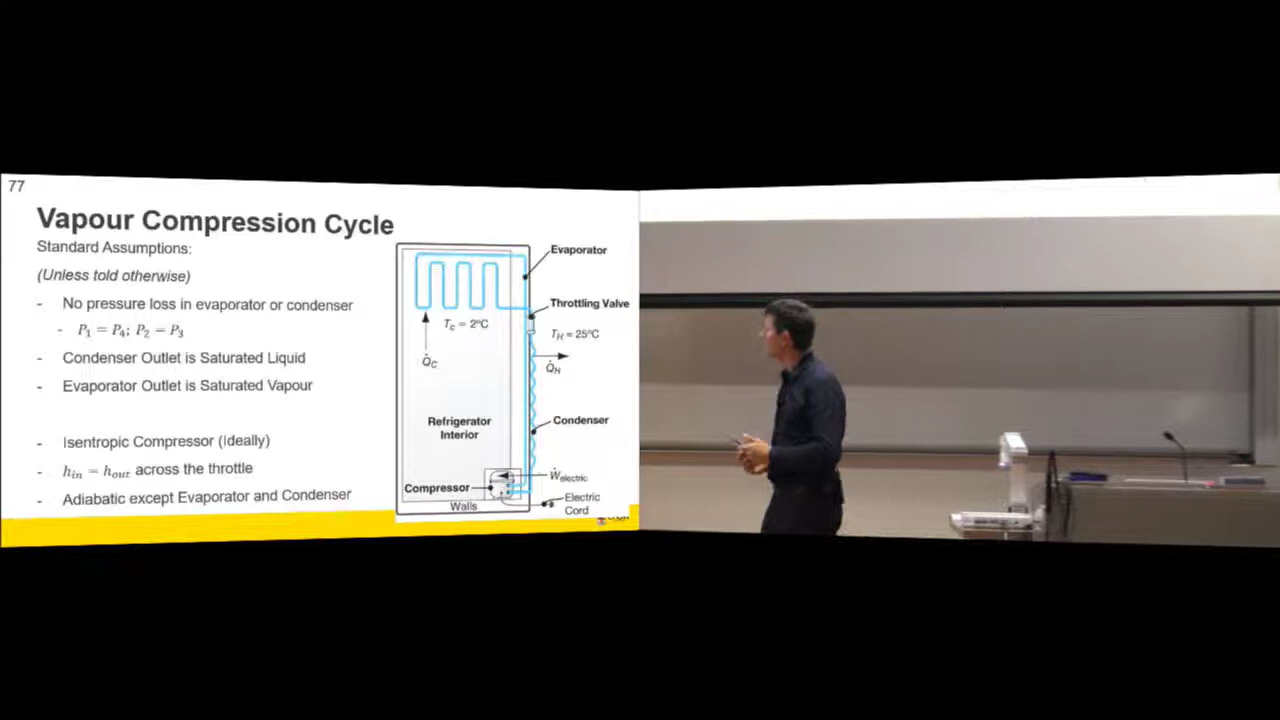 77
Vapour Compression Cycle
Standard Assumptions:
(Unless told otherwise)
- No pressure loss in evaporator or condenser
- P₁ = P₄; P₂ = P₃
- Condenser Outlet is Saturated Liquid
- Evaporator Outlet is Saturated Vapour
- Isentropic Compressor (Ideally)
- hᵢₙ = hₒᵤₜ across the throttle
- Adiabatic except Evaporator and Condenser
Evaporator
Throttling Valve
T_C = 2°C
T_H = 25°C
Q̇_C
Q̇_H
Refrigerator
Interior
Condenser
Compressor
Ẇelectric
Walls
Electric
Cord